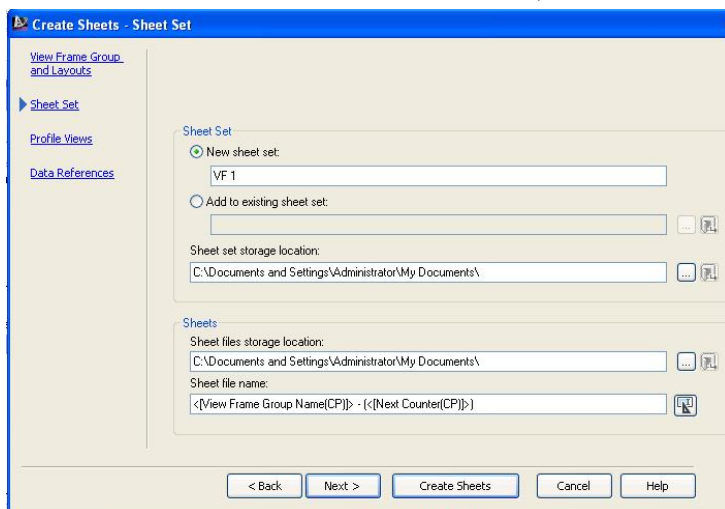 Create Sheets - Sheet Set
View Frame Group
and Layouts
Sheet Set
Profile Views
Data References
Sheet Set
New sheet set:
VF 1
Add to existing sheet set:
...
Sheet set storage location:
C:\Documents and Settings\Administrator\My Documents\
...
Sheets
Sheet files storage location:
C:\Documents and Settings\Administrator\My Documents\
...
Sheet file name:
<[View Frame Group Name(CP)]> - (<[Next Counter(CP)]>)
< Back Next > Create Sheets Cancel Help